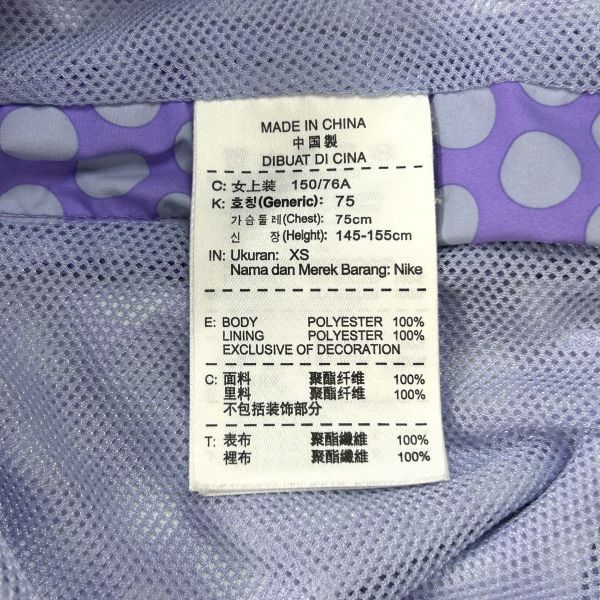 MADE IN CHINA
中国製
DIBUAT DI CINA
C: 女上装 150/76A
K: 호칭(Generic): 75
가슴둘레(Chest): 75cm
신 장(Height): 145-155cm
IN: Ukuran: XS
Nama dan Merek Barang: Nike
E: BODY POLYESTER 100%
LINING POLYESTER 100%
EXCLUSIVE OF DECORATION
C: 面料 聚酯纤维 100%
里料 聚酯纤维 100%
不包括装饰部分
T: 表布 聚酯纖維 100%
裡布 聚酯纖維 100%